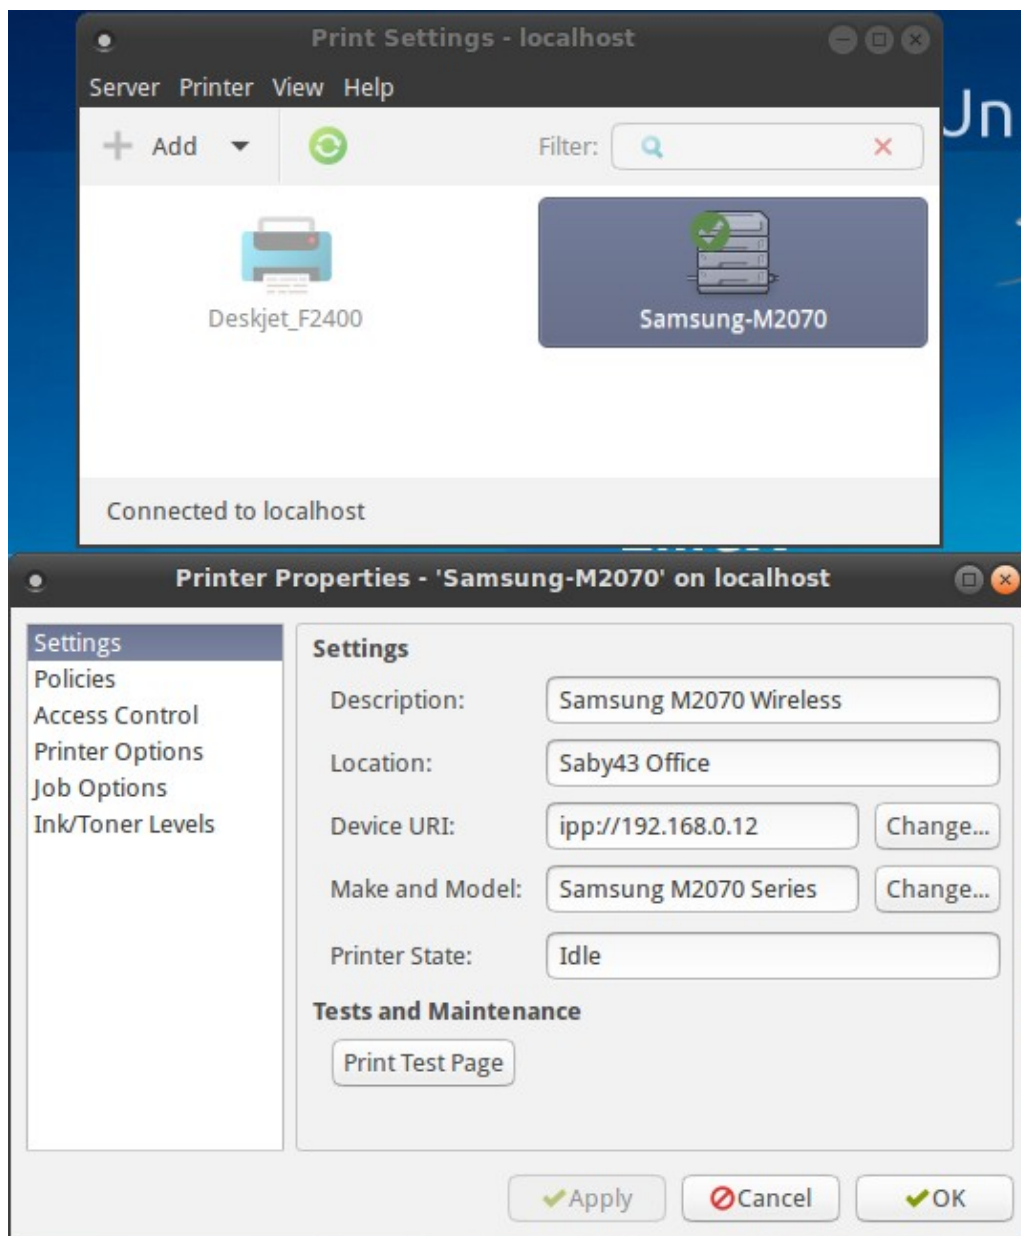 Print Settings - localhost
Server Printer View Help
Add Filter:
Un
Deskjet_F2400 Samsung-M2070
Connected to localhost
Printer Properties - 'Samsung-M2070' on localhost
Settings
Policies
Access Control
Printer Options
Job Options
Ink/Toner Levels
Settings
Description: Samsung M2070 Wireless
Location: Saby43 Office
Device URI: ipp://192.168.0.12 Change...
Make and Model: Samsung M2070 Series Change...
Printer State: Idle
Tests and Maintenance
Print Test Page
Apply Cancel OK